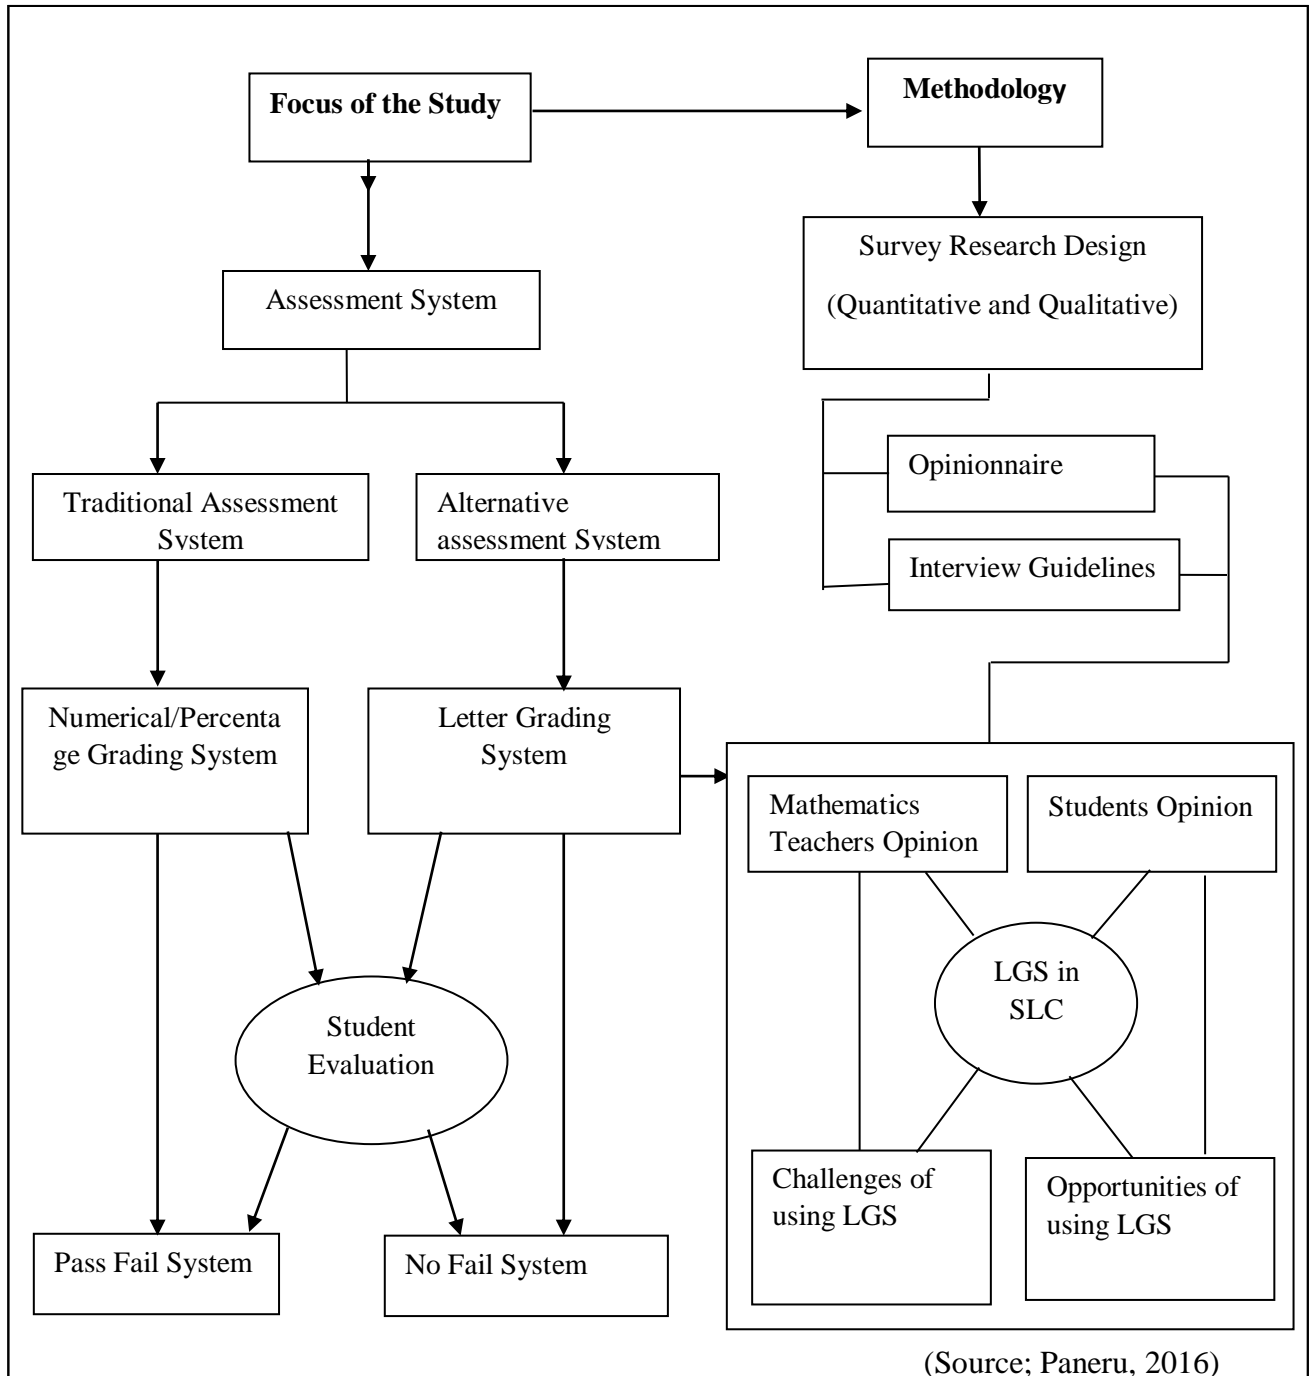 Focus of the Study
Methodology
Survey Research Design
(Quantitative and Qualitative)
Assessment System
Opinionnaire
Traditional Assessment
System
Alternative
assessment System
Interview Guidelines
Numerical/Percenta
ge Grading System
Letter Grading
System
Mathematics
Teachers Opinion
Students Opinion
LGS in
SLC
Student
Evaluation
Challenges of
using LGS
Opportunities of
using LGS
Pass Fail System
No Fail System
(Source; Paneru, 2016)